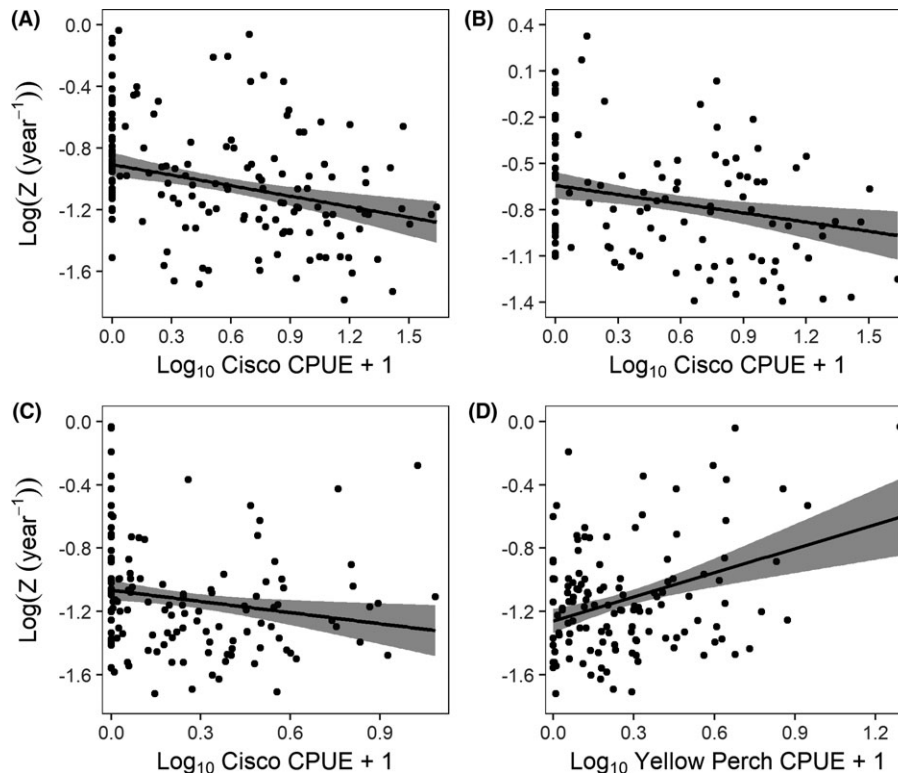 (A)
Log(Z (year⁻¹))
0.0
-0.4
-0.8
-1.2
-1.6
0.0 0.3 0.6 0.9 1.2 1.5
Log₁₀ Cisco CPUE + 1
(B)
0.4
0.1
-0.2
-0.5
-0.8
-1.1
-1.4
0.0 0.3 0.6 0.9 1.2 1.5
Log₁₀ Cisco CPUE + 1
(C)
Log(Z (year⁻¹))
0.0
-0.4
-0.8
-1.2
-1.6
0.0 0.3 0.6 0.9
Log₁₀ Cisco CPUE + 1
(D)
0.0
-0.4
-0.8
-1.2
-1.6
0.0 0.3 0.6 0.9 1.2
Log₁₀ Yellow Perch CPUE + 1